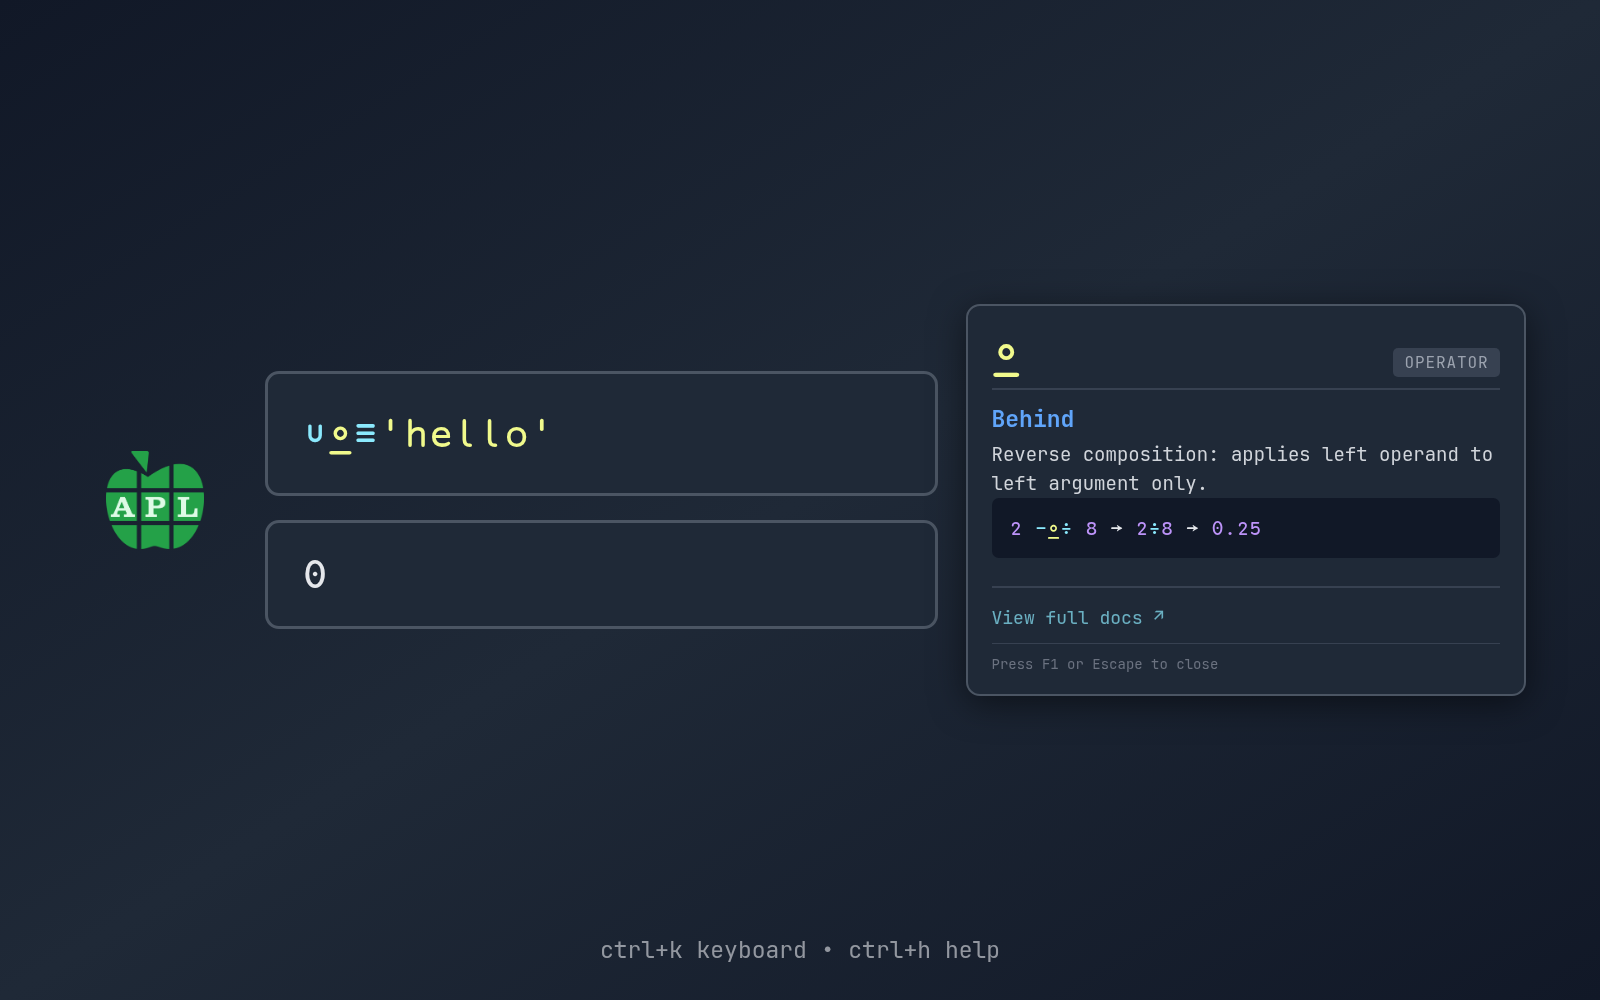 APL
∪⍛≡'hello'
0
⍛
OPERATOR
Behind
Reverse composition: applies left operand to
left argument only.
2 -⍛÷ 8 → 2÷8 → 0.25
View full docs ↗
Press F1 or Escape to close
ctrl+k keyboard • ctrl+h help